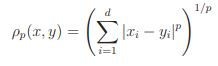 ρ_p(x, y) = (∑_{i=1}^{d} |x_i − y_i|^p)^{1/p}